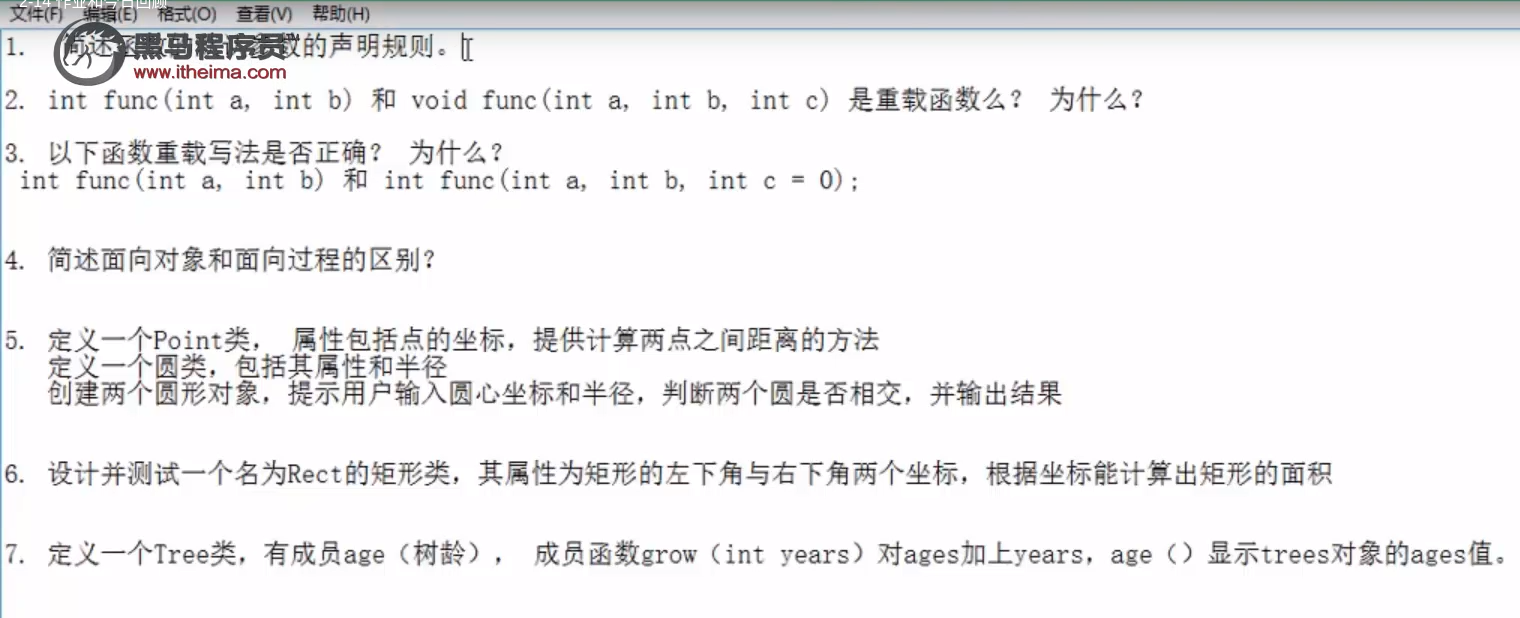 2-14 作业和今日回顾
文件(F) 编辑(E) 格式(O) 查看(V) 帮助(H)
黑马程序员
www.itheima.com
1. 简述函数 数的声明规则。
2. int func(int a, int b) 和 void func(int a, int b, int c) 是重载函数么？ 为什么？
3. 以下函数重载写法是否正确？ 为什么？
int func(int a, int b) 和 int func(int a, int b, int c = 0);
4. 简述面向对象和面向过程的区别？
5. 定义一个Point类， 属性包括点的坐标，提供计算两点之间距离的方法
定义一个圆类，包括其属性和半径
创建两个圆形对象，提示用户输入圆心坐标和半径，判断两个圆是否相交，并输出结果
6. 设计并测试一个名为Rect的矩形类，其属性为矩形的左下角与右下角两个坐标，根据坐标能计算出矩形的面积
7. 定义一个Tree类，有成员age（树龄）， 成员函数grow（int years）对ages加上years，age（）显示trees对象的ages值。